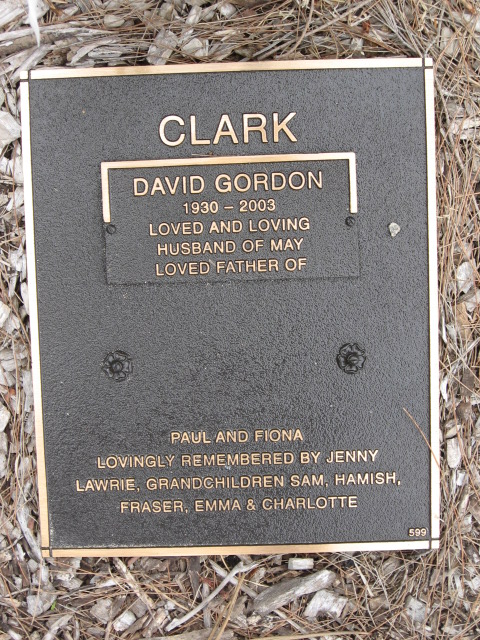 CLARK
DAVID GORDON
1930 – 2003
LOVED AND LOVING
HUSBAND OF MAY
LOVED FATHER OF
PAUL AND FIONA
LOVINGLY REMEMBERED BY JENNY
LAWRIE, GRANDCHILDREN SAM, HAMISH,
FRASER, EMMA & CHARLOTTE
599